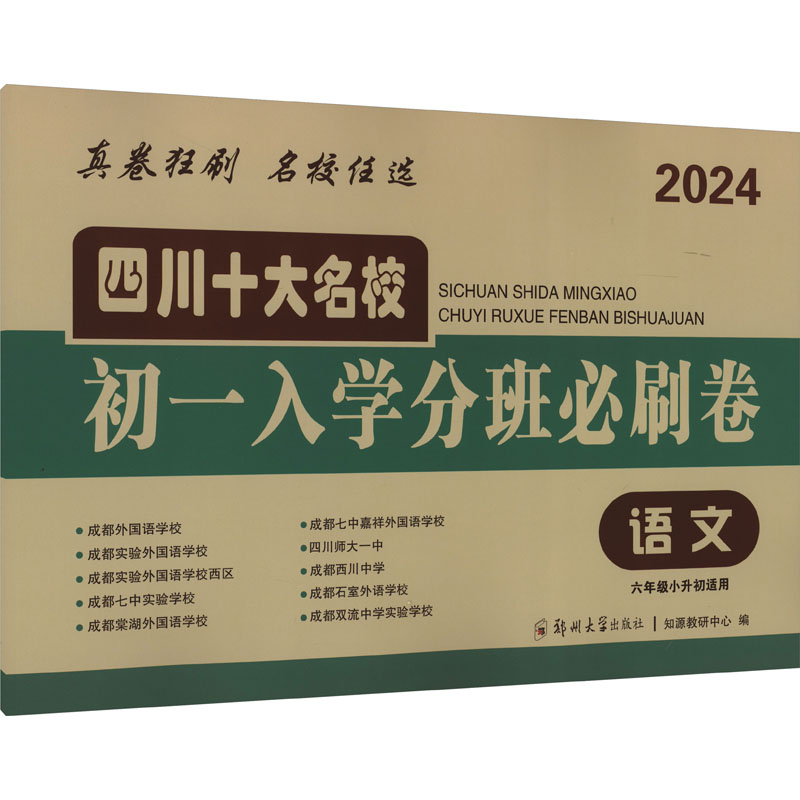 真卷狂刷 名校任选
2024
四川十大名校
SICHUAN SHIDA MINGXIAO
CHUYI RUXUE FENBAN BISHUAJUAN
初一入学分班必刷卷
成都外国语学校
成都实验外国语学校
成都实验外国语学校西区
成都七中实验学校
成都棠湖外国语学校
成都七中嘉祥外国语学校
四川师大一中
成都西川中学
成都石室外语学校
成都双流中学实验学校
语文
六年级小升初适用
郑州大学出版社 | 知源教研中心 编